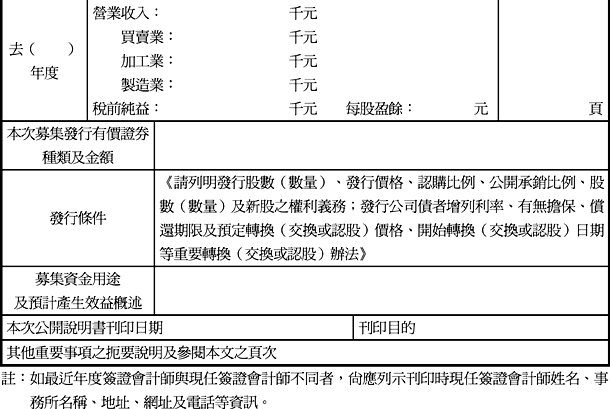 去（　　）
年度
營業收入：　千元
買賣業：　千元
加工業：　千元
製造業：　千元
稅前純益：　千元　每股盈餘：　元　頁
本次募集發行有價證券
種類及金額
發行條件
《請列明發行股數（數量）、發行價格、認購比例、公開承銷比例、股
數（數量）及新股之權利義務；發行公司債者增列利率、有無擔保、償
還期限及預定轉換（交換或認股）價格、開始轉換（交換或認股）日期
等重要轉換（交換或認股）辦法》
募集資金用途
及預計產生效益概述
本次公開說明書刊印日期　刊印目的
其他重要事項之扼要說明及參閱本文之頁次
註：如最近年度簽證會計師與現任簽證會計師不同者，尚應列示刊印時現任簽證會計師姓名、事
務所名稱、地址、網址及電話等資訊。